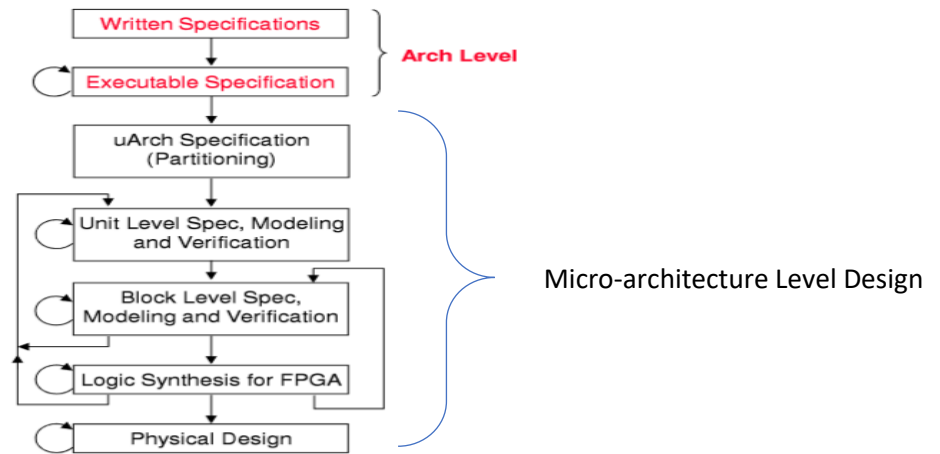 Written Specifications
Executable Specification
Arch Level
uArch Specification
(Partitioning)
Unit Level Spec, Modeling
and Verification
Block Level Spec,
Modeling and Verification
Logic Synthesis for FPGA
Physical Design
Micro-architecture Level Design